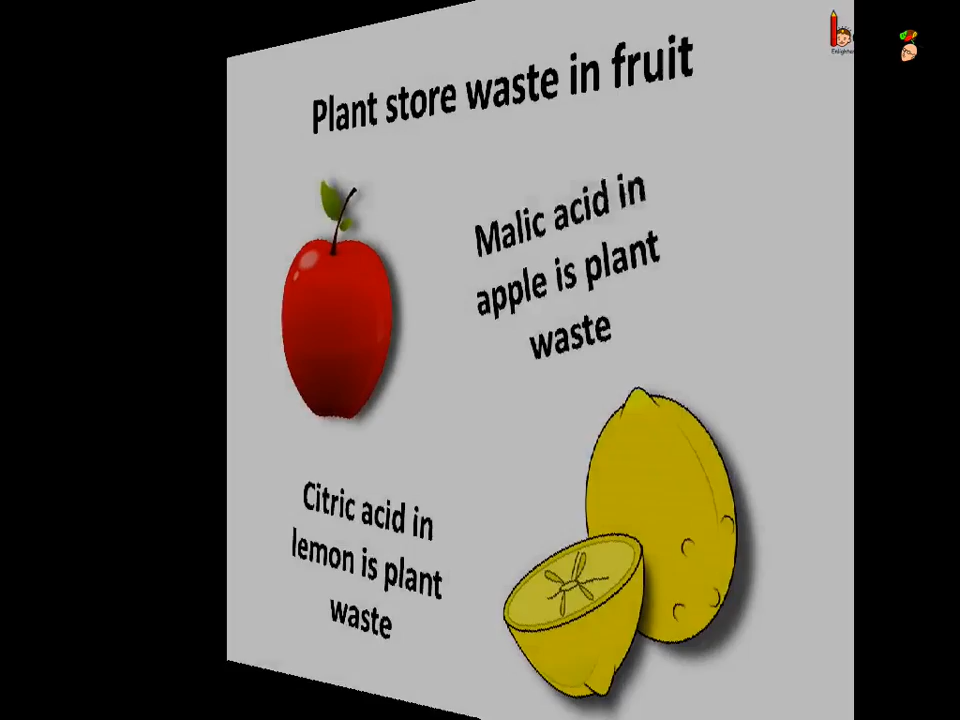 Plant store waste in fruit
Malic acid in
apple is plant
waste
Citric acid in
lemon is plant
waste